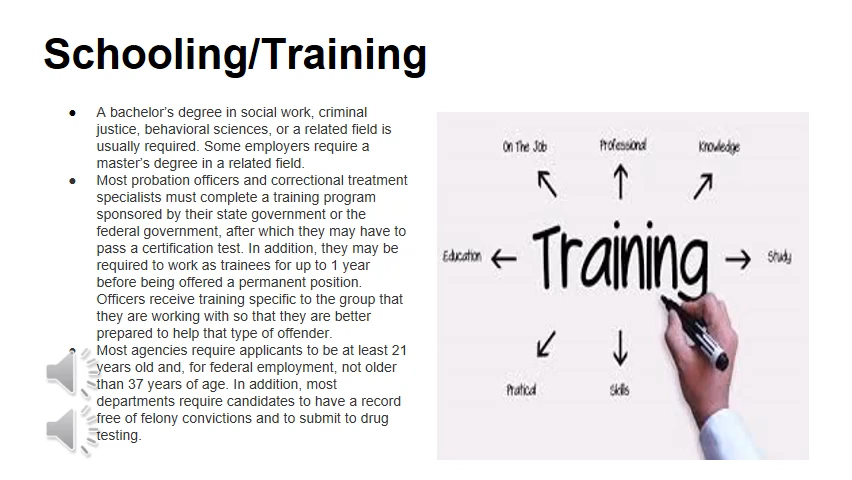 Schooling/Training
● A bachelor's degree in social work, criminal
justice, behavioral sciences, or a related field is
usually required. Some employers require a
master's degree in a related field.
● Most probation officers and correctional treatment
specialists must complete a training program
sponsored by their state government or the
federal government, after which they may have to
pass a certification test. In addition, they may be
required to work as trainees for up to 1 year
before being offered a permanent position.
Officers receive training specific to the group that
they are working with so that they are better
prepared to help that type of offender.
● Most agencies require applicants to be at least 21
years old and, for federal employment, not older
than 37 years of age. In addition, most
departments require candidates to have a record
free of felony convictions and to submit to drug
testing.
On The Job
Professional
Knowledge
Education
Training
Study
Pratical
Skills